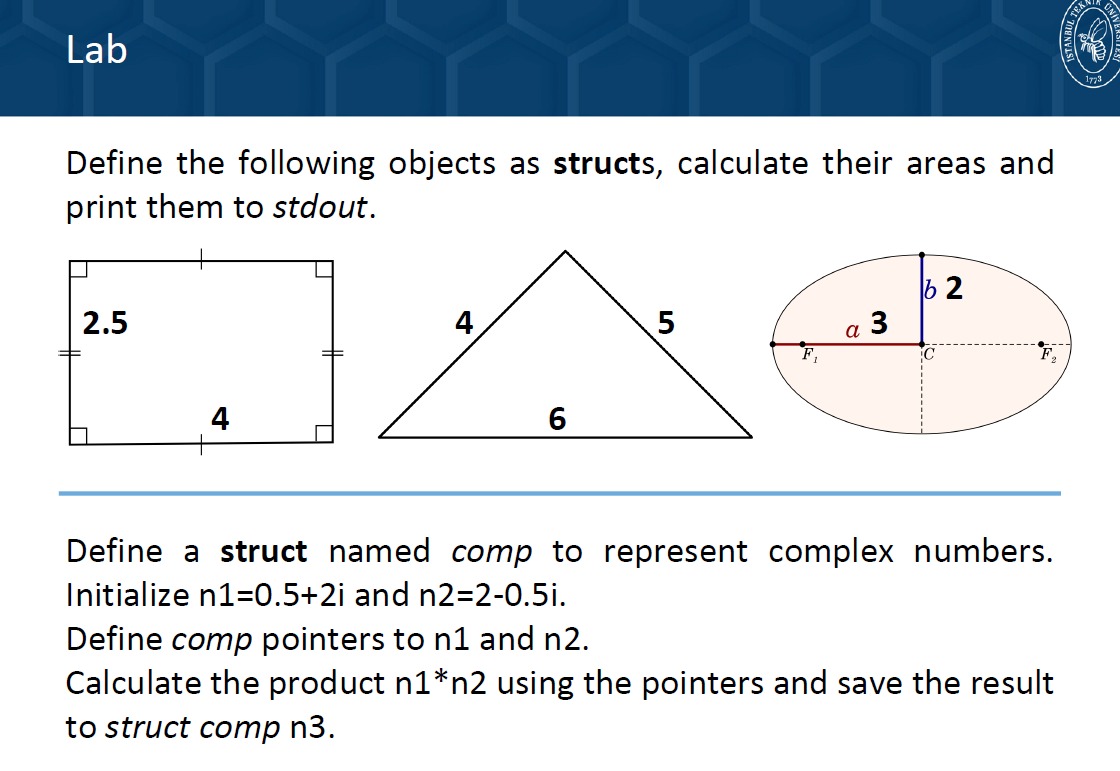 Lab
İSTANBUL TEKNİK ÜNİVERSİTESİ
1773
Define the following objects as structs, calculate their areas and
print them to stdout.
2.5
4
4
5
6
b 2
a 3
F1
C
F2
Define a struct named comp to represent complex numbers.
Initialize n1=0.5+2i and n2=2-0.5i.
Define comp pointers to n1 and n2.
Calculate the product n1*n2 using the pointers and save the result
to struct comp n3.